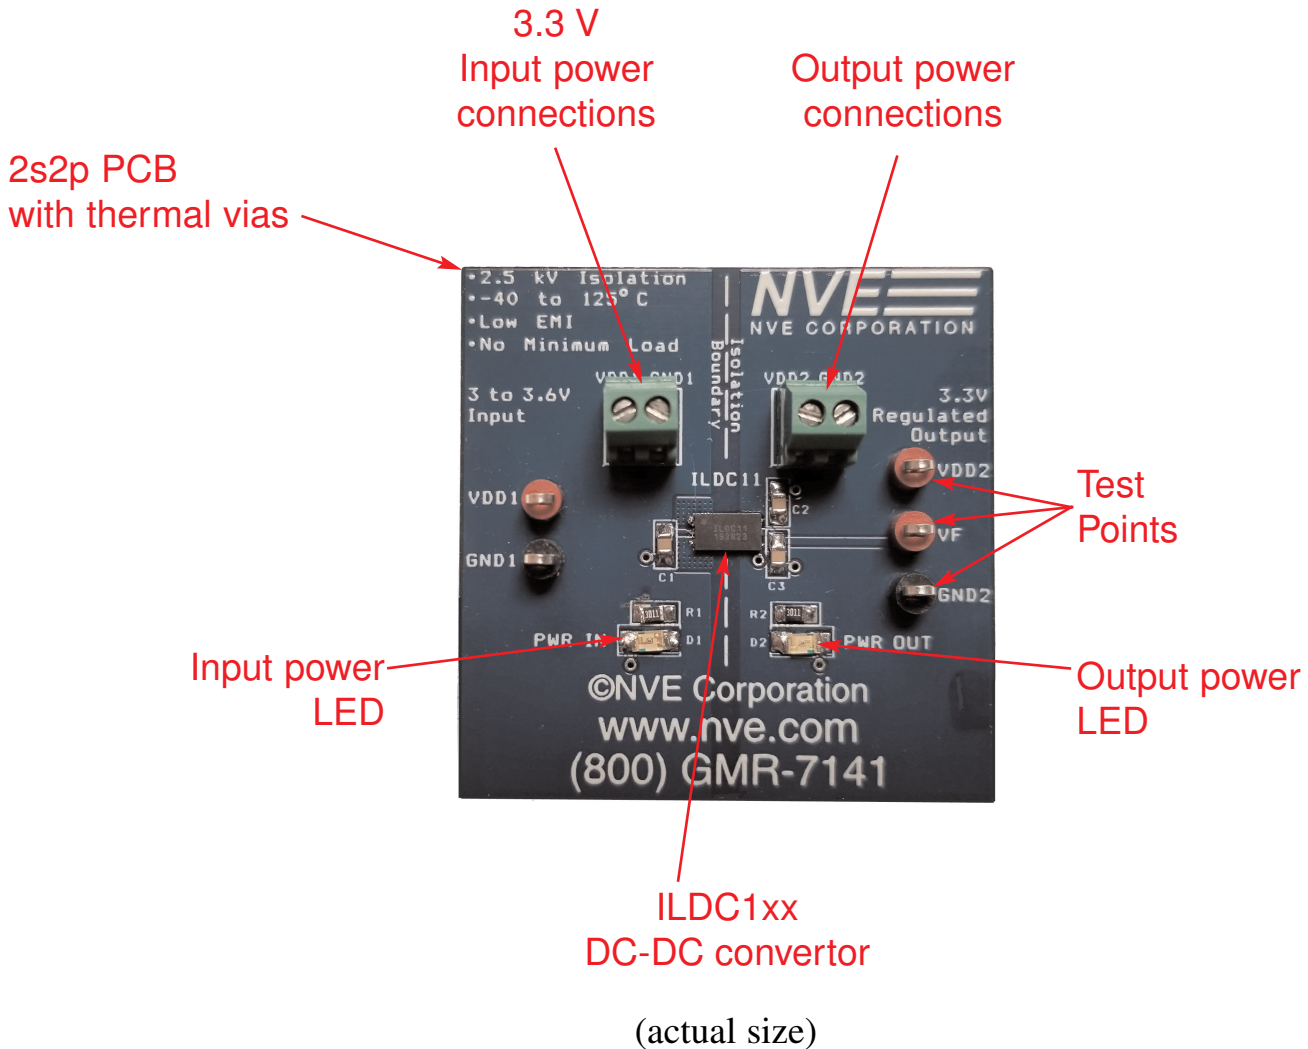 3.3 V
Input power
connections
Output power
connections
2s2p PCB
with thermal vias
•2.5 kV Isolation
•-40 to 125°C
•Low EMI
•No Minimum Load
NVE
NVE CORPORATION
Isolation
Boundary
VDD1 GND1
VDD2 GND2
3 to 3.6V
Input
3.3V
Regulated
Output
ILDC11
VDD1
GND1
VDD2
VF
GND2
Test
Points
ILDC11
C1
C2
C3
R1
3011
R2
3011
PWR IN
D1
D2
PWR OUT
Input power
LED
Output power
LED
©NVE Corporation
www.nve.com
(800) GMR-7141
ILDC1xx
DC-DC convertor
(actual size)